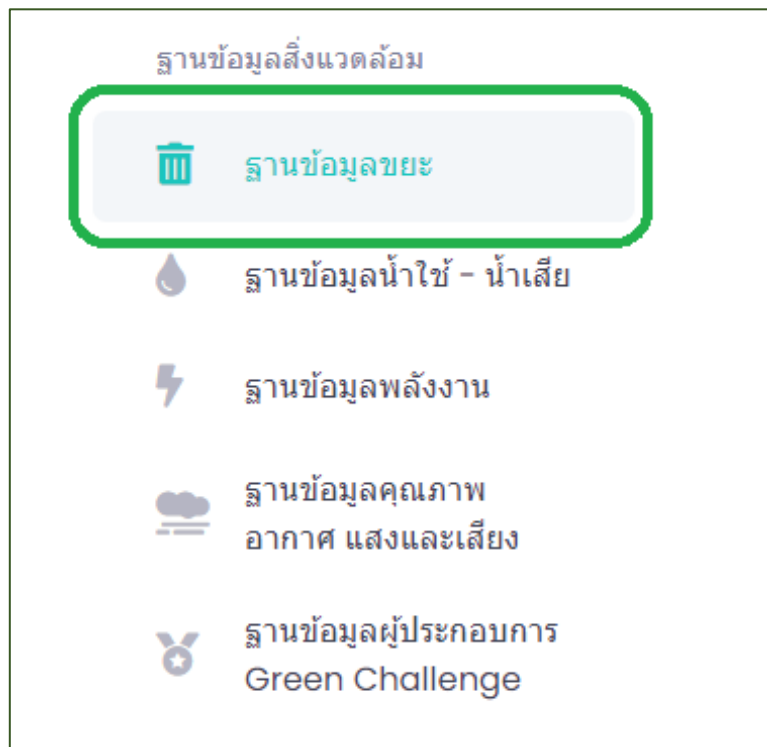 ฐานข้อมูลสิ่งแวดล้อม
ฐานข้อมูลขยะ
ฐานข้อมูลน้ำใช้ - น้ำเสีย
ฐานข้อมูลพลังงาน
ฐานข้อมูลคุณภาพ
อากาศ แสงและเสียง
ฐานข้อมูลผู้ประกอบการ
Green Challenge